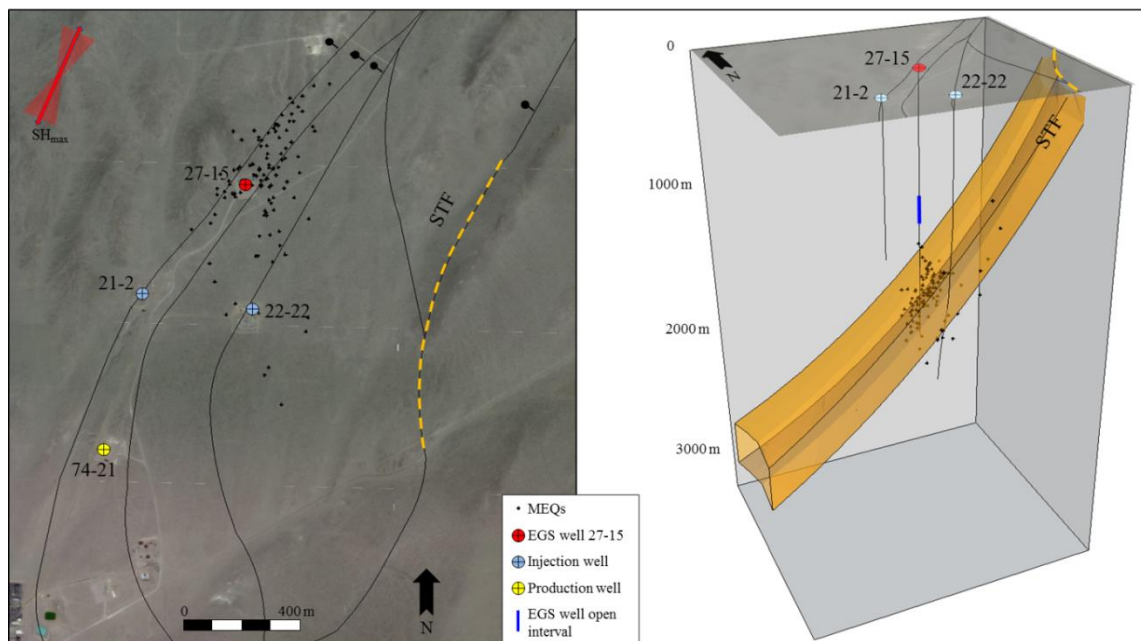 SHmax
27-15
STF
21-2
22-22
74-21
0 400 m
N
MEQs
EGS well 27-15
Injection well
Production well
EGS well open
interval
0
N
27-15
22-22
21-2
STF
1000 m
2000 m
3000 m